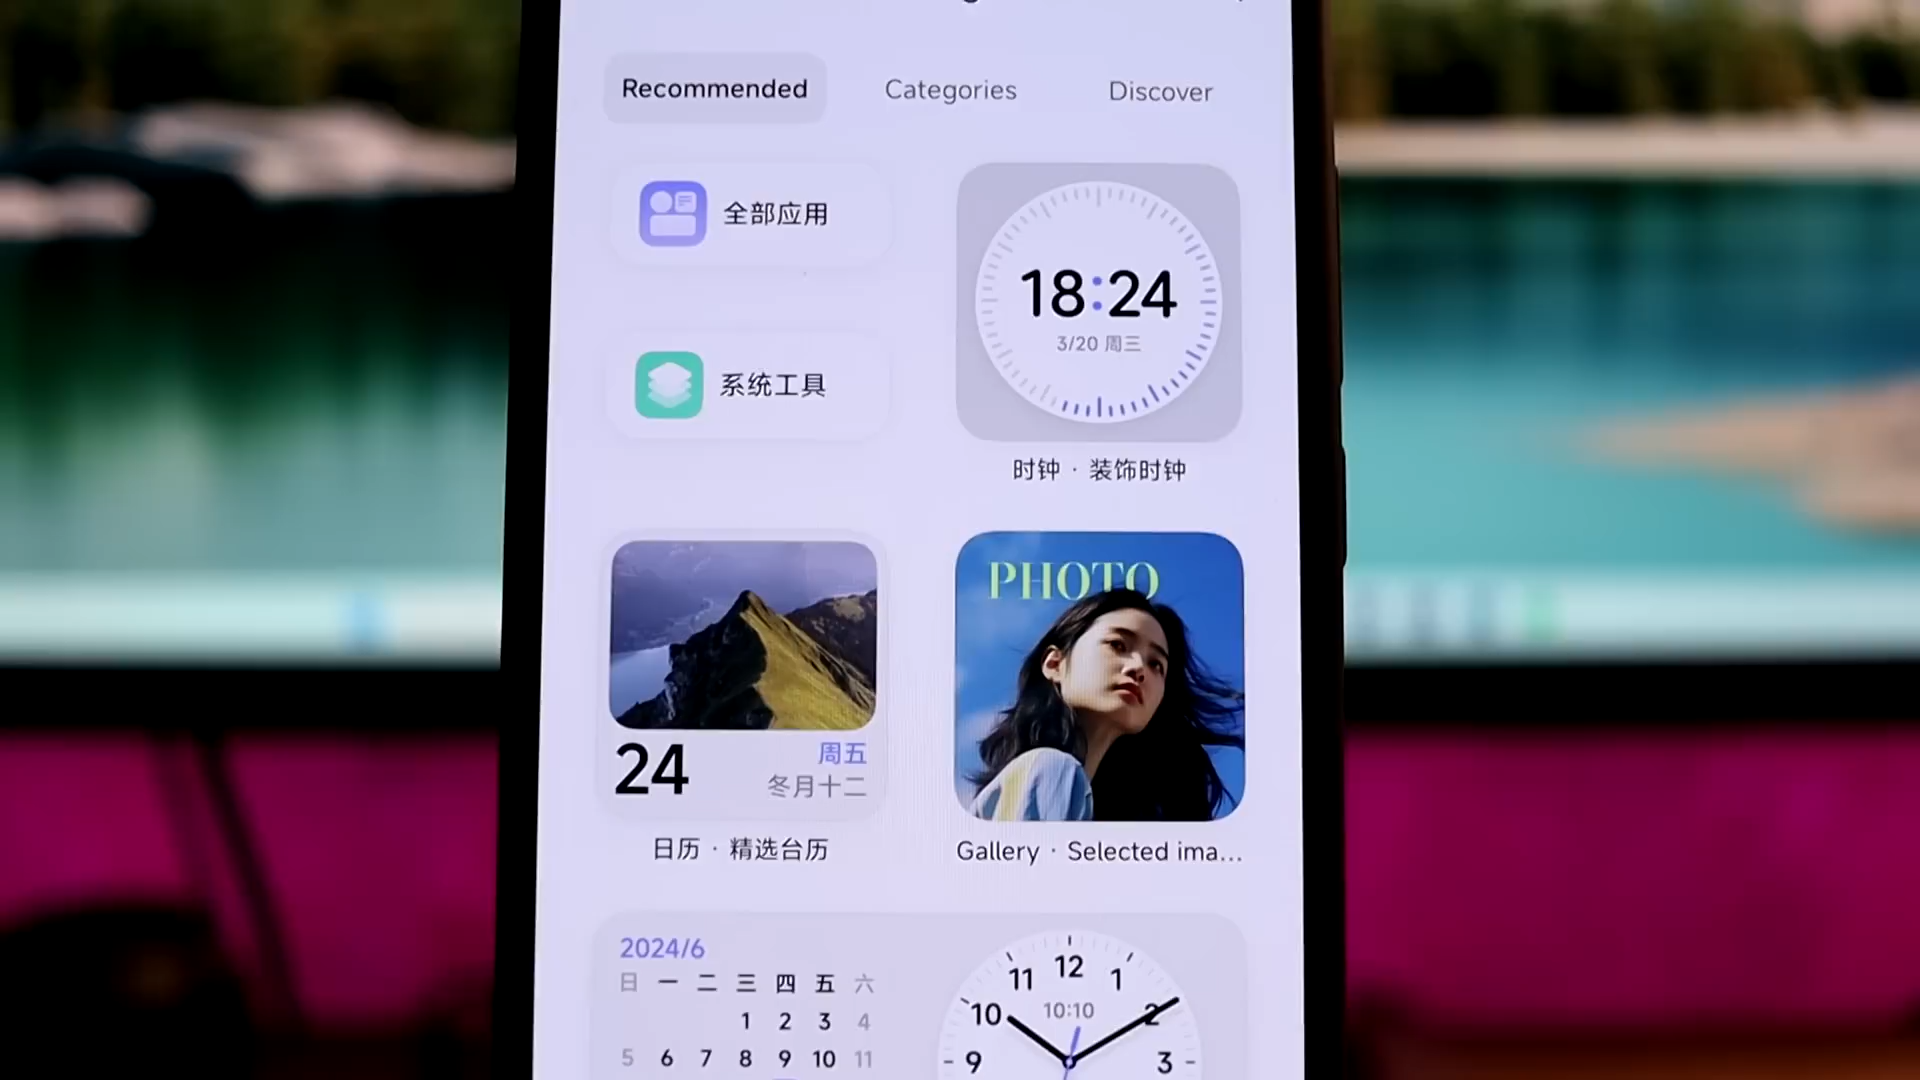 Recommended
Categories
Discover
全部应用
18:24
3/20 周三
系统工具
时钟 · 装饰时钟
PHOTO
24
周五
冬月十二
日历 · 精选台历
Gallery · Selected ima...
2024/6
日 一 二 三 四 五 六
1 2 3 4
5 6 7 8 9 10 11
11 12 1
10 10:10 2
9 3